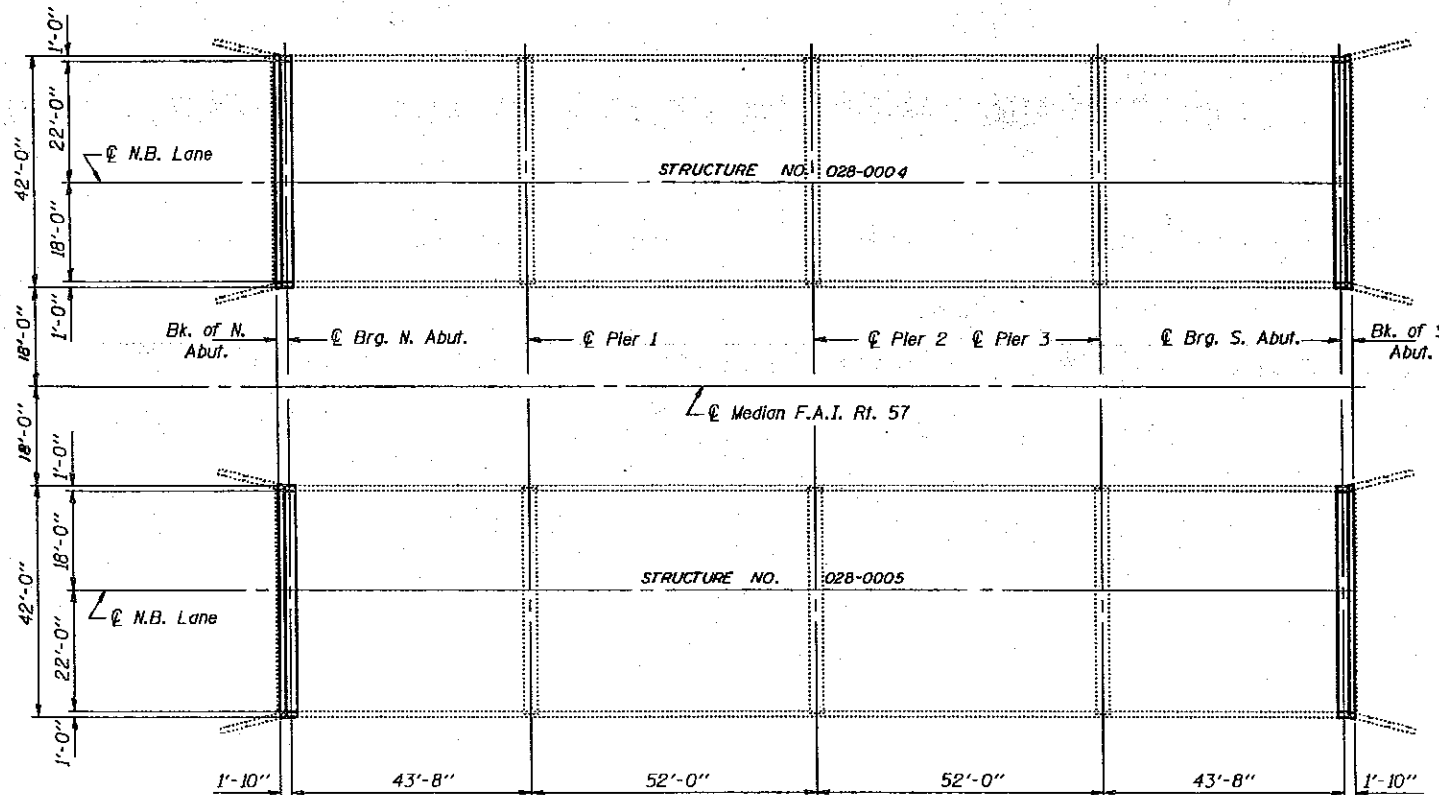 1'-0"
22'-0"
42'-0"
18'-0"
1'-0"
℄ N.B. Lane
STRUCTURE NO. 028-0004
Bk. of N.
Abut.
℄ Brg. N. Abut.
℄ Pier 1
℄ Pier 2
℄ Pier 3
℄ Brg. S. Abut.
Bk. of S
Abut.
18'-0"
℄ Median F.A.I. Rt. 57
18'-0"
1'-0"
18'-0"
42'-0"
22'-0"
1'-0"
STRUCTURE NO. 028-0005
℄ N.B. Lane
1'-10"
43'-8"
52'-0"
52'-0"
43'-8"
1'-10"